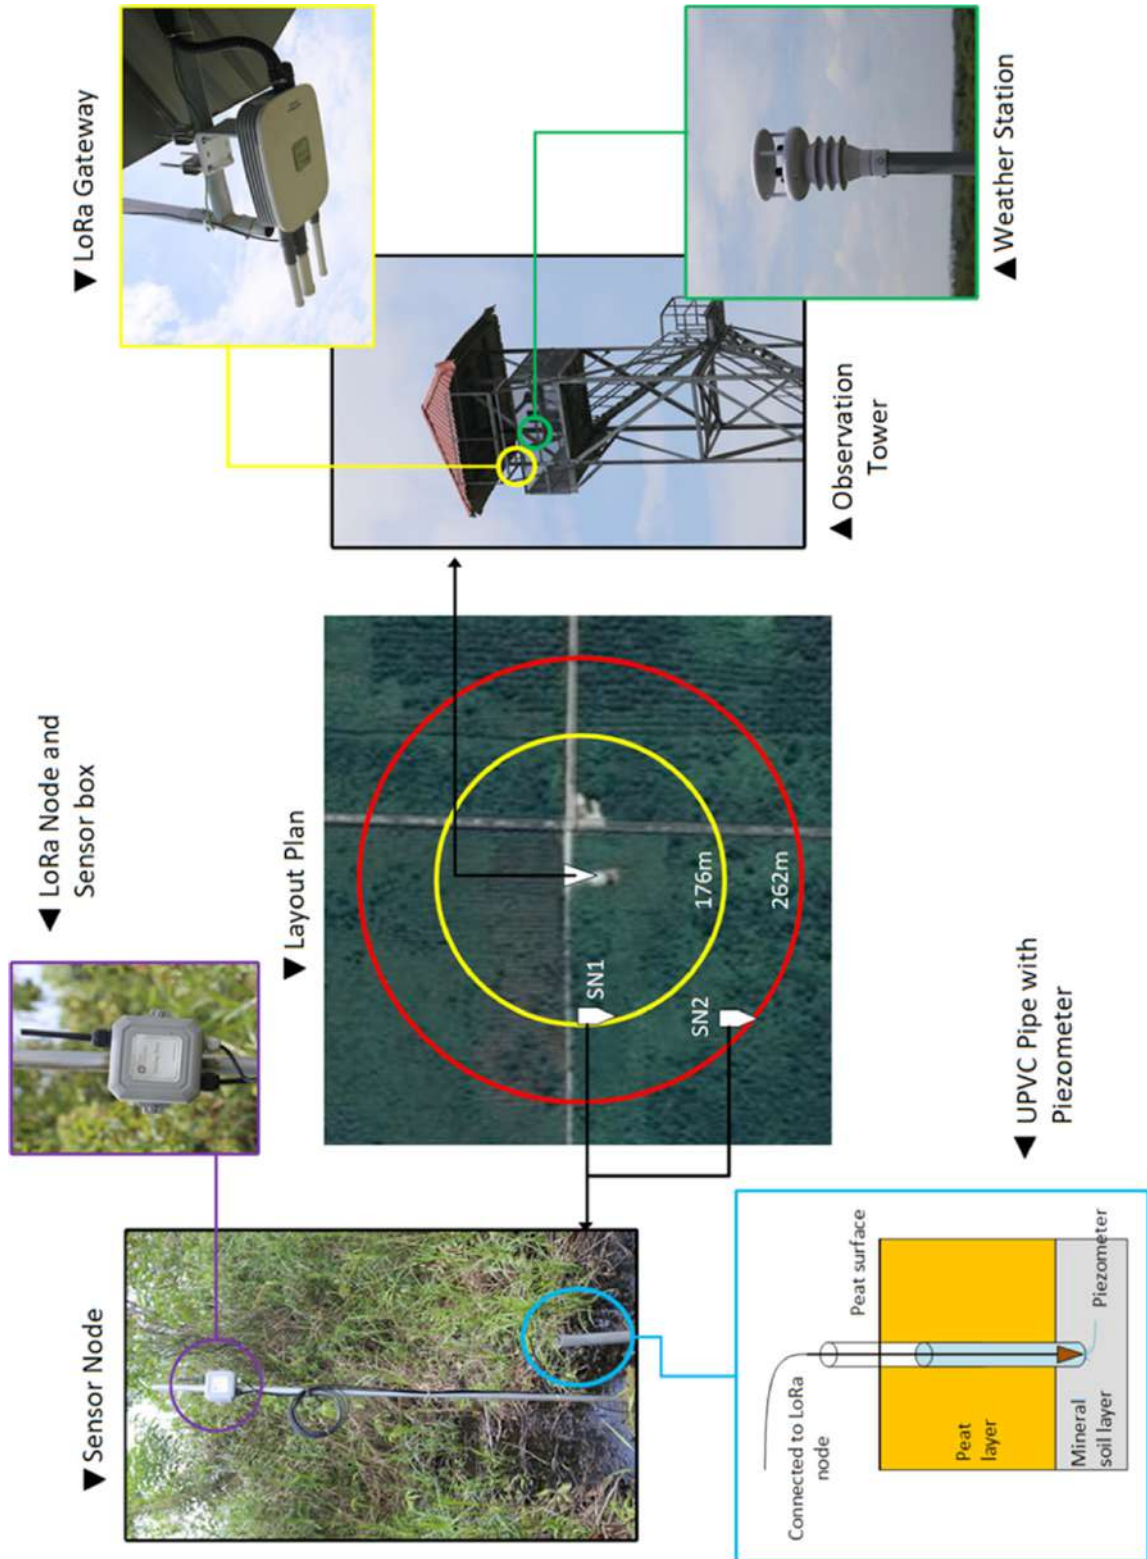 ▼ Sensor Node
◀ LoRa Node and
Sensor box
▼ LoRa Gateway
▼ Layout Plan
SN1
SN2
176m
262m
▲ Observation
Tower
▲ Weather Station
Connected to LoRa
node
Peat surface
Peat
layer
Mineral
soil layer
Piezometer
◀ UPVC Pipe with
Piezometer